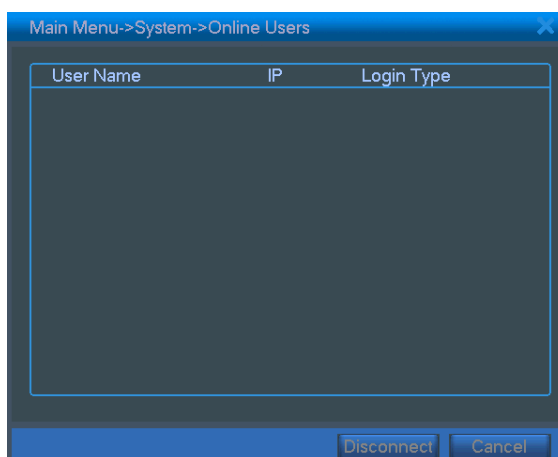 Main Menu->System->Online Users
User Name IP Login Type
Disconnect Cancel